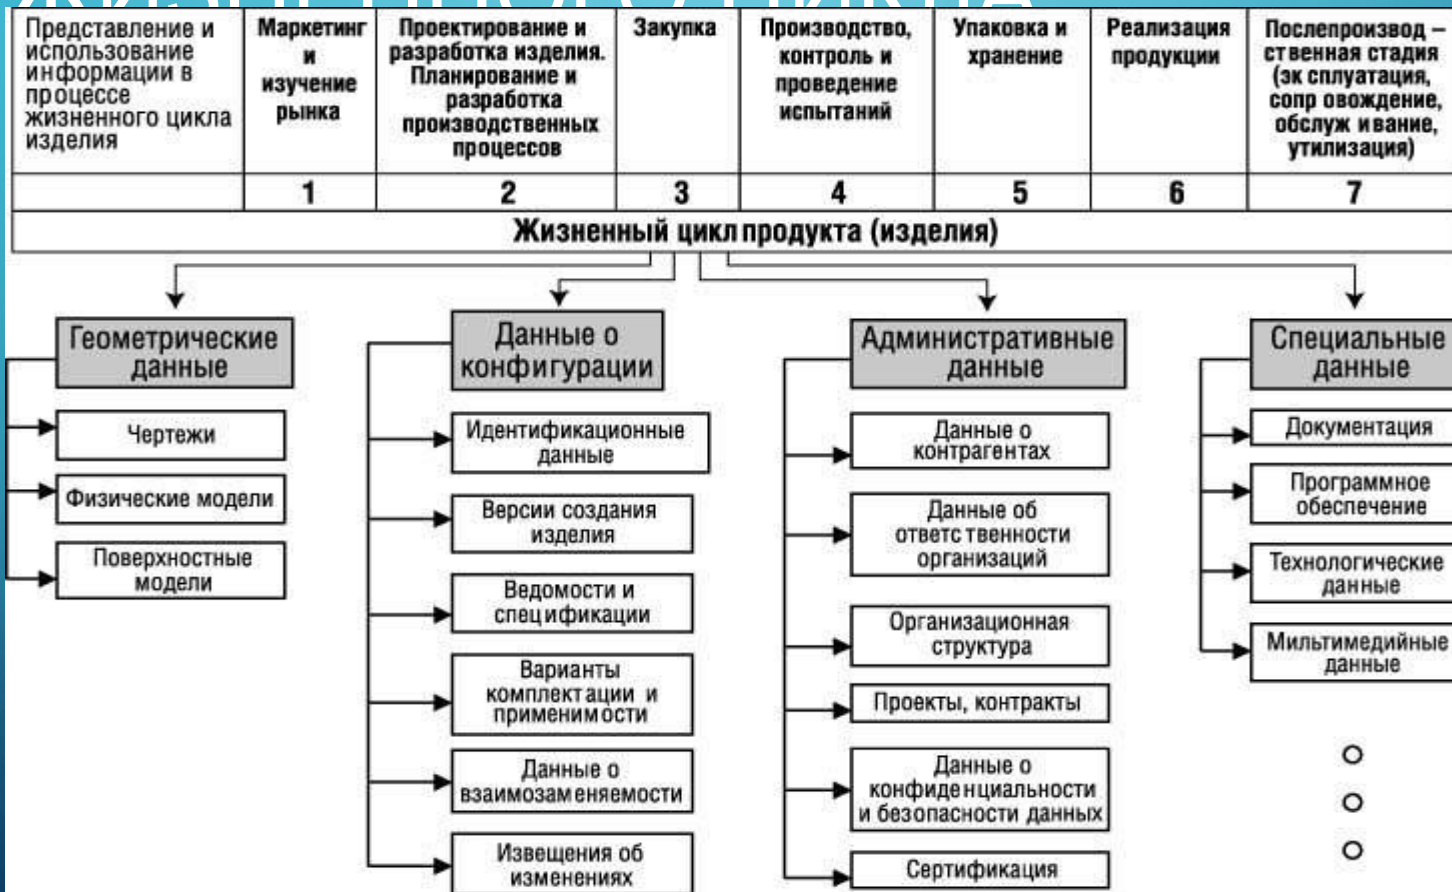 Представление и
использование
информации в
процессе
жизненного цикла
изделия
Маркетинг
и
изучение
рынка
Проектирование и
разработка изделия.
Планирование и
разработка
производственных
процессов
Закупка
Производство,
контроль и
проведение
испытаний
Упаковка и
хранение
Реализация
продукции
Послепроизвод –
ственная стадия
(эк сплуатация,
сопр овождение,
обслуж ивание,
утилизация)
1 2 3 4 5 6 7
Жизненный цикл продукта (изделия)
Геометрические
данные
Чертежи
Физические модели
Поверхностные
модели
Данные о
конфигурации
Идентификационные
данные
Версии создания
изделия
Ведомости и
спецификации
Варианты
комплектации и
применимости
Данные о
взаимозаменяемости
Извещения об
изменениях
Административные
данные
Данные о
контрагентах
Данные об
ответс твенности
организаций
Организационная
структура
Проекты, контракты
Данные о
конфиденциальности
и безопасности данных
Сертификация
Специальные
данные
Документация
Программное
обеспечение
Технологические
данные
Мильтимедийные
данные